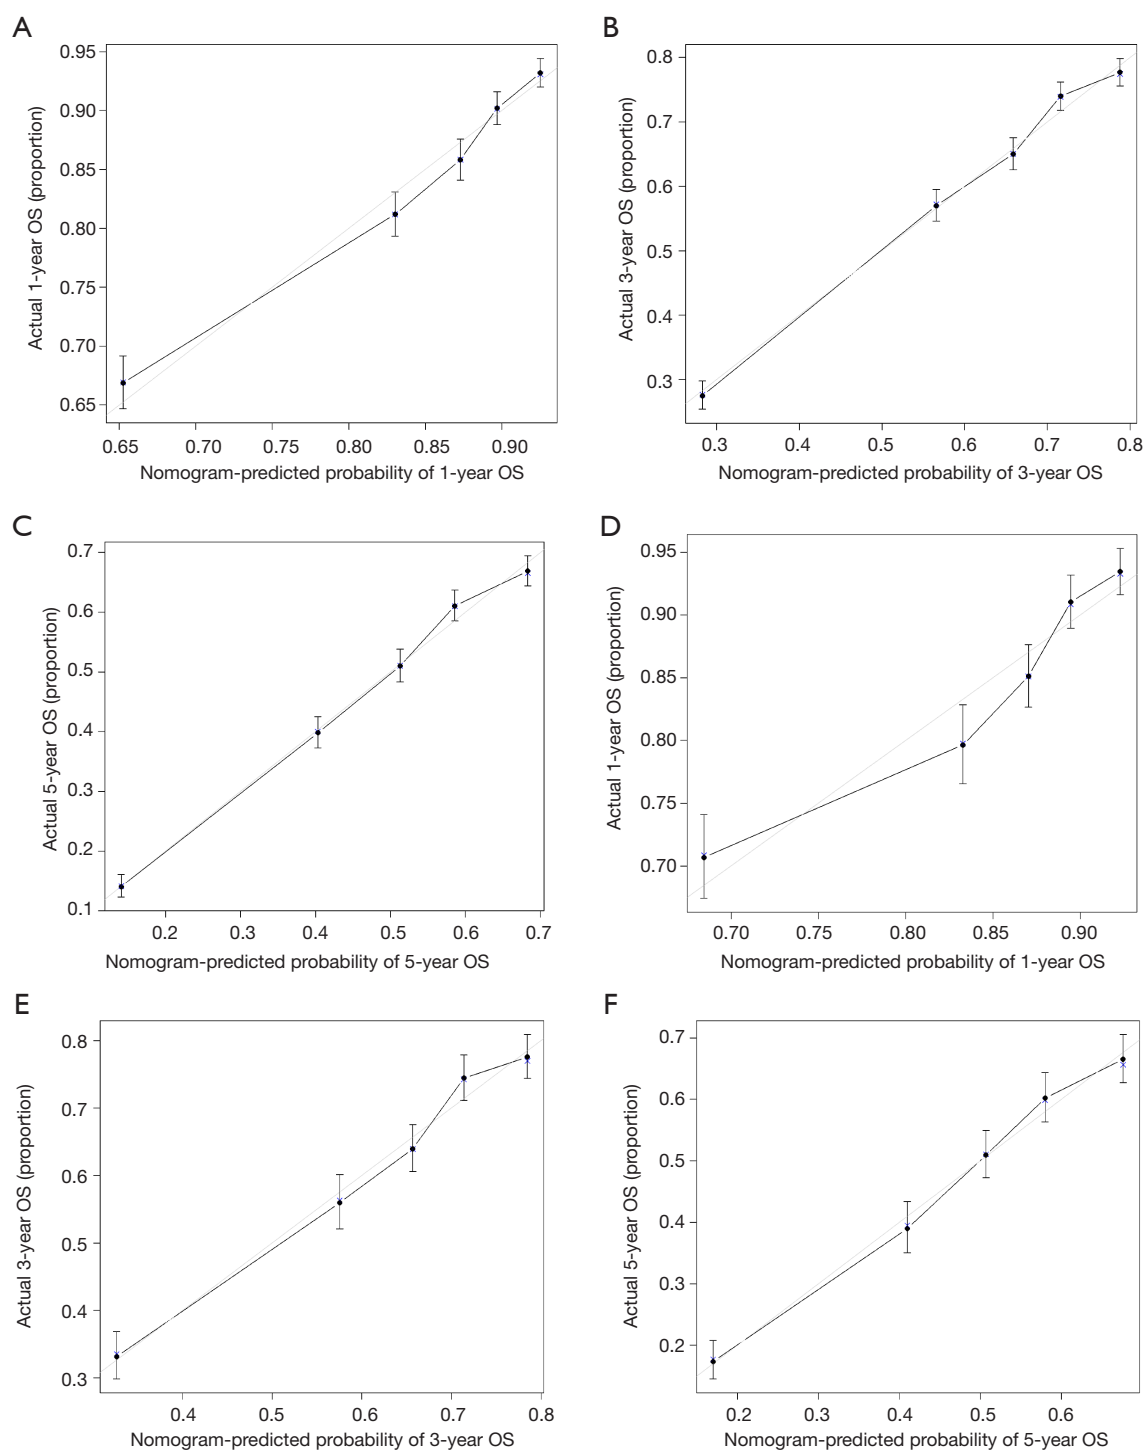 A
Actual 1-year OS (proportion)
0.95
0.90
0.85
0.80
0.75
0.70
0.65
0.65 0.70 0.75 0.80 0.85 0.90
Nomogram-predicted probability of 1-year OS
B
Actual 3-year OS (proportion)
0.8
0.7
0.6
0.5
0.4
0.3
0.3 0.4 0.5 0.6 0.7 0.8
Nomogram-predicted probability of 3-year OS
C
Actual 5-year OS (proportion)
0.7
0.6
0.5
0.4
0.3
0.2
0.1
0.2 0.3 0.4 0.5 0.6 0.7
Nomogram-predicted probability of 5-year OS
D
Actual 1-year OS (proportion)
0.95
0.90
0.85
0.80
0.75
0.70
0.70 0.75 0.80 0.85 0.90
Nomogram-predicted probability of 1-year OS
E
Actual 3-year OS (proportion)
0.8
0.7
0.6
0.5
0.4
0.3
0.4 0.5 0.6 0.7 0.8
Nomogram-predicted probability of 3-year OS
F
Actual 5-year OS (proportion)
0.7
0.6
0.5
0.4
0.3
0.2
0.2 0.3 0.4 0.5 0.6
Nomogram-predicted probability of 5-year OS